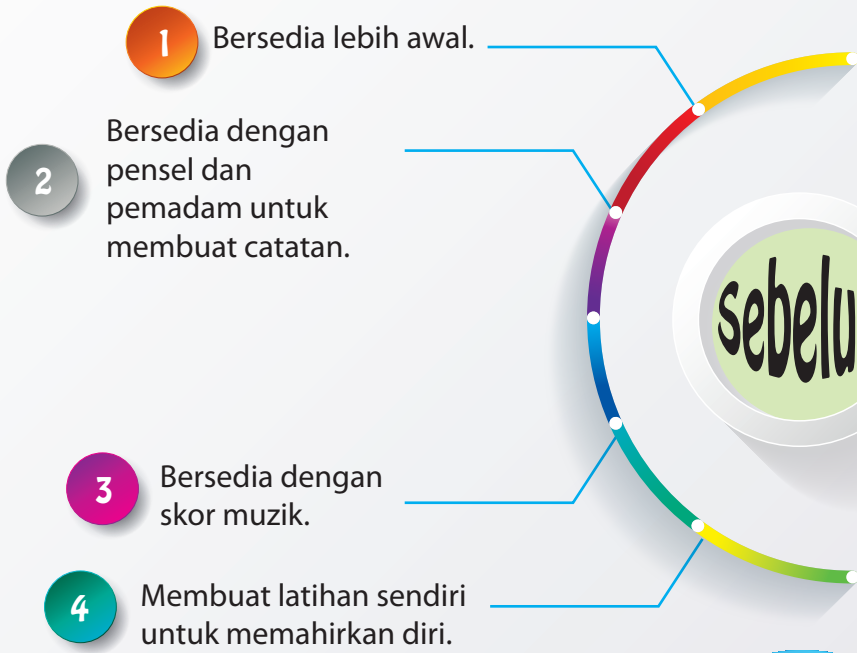 1 Bersedia lebih awal.
2 Bersedia dengan
pensel dan
pemadam untuk
membuat catatan.
sebelu
3 Bersedia dengan
skor muzik.
4 Membuat latihan sendiri
untuk memahirkan diri.